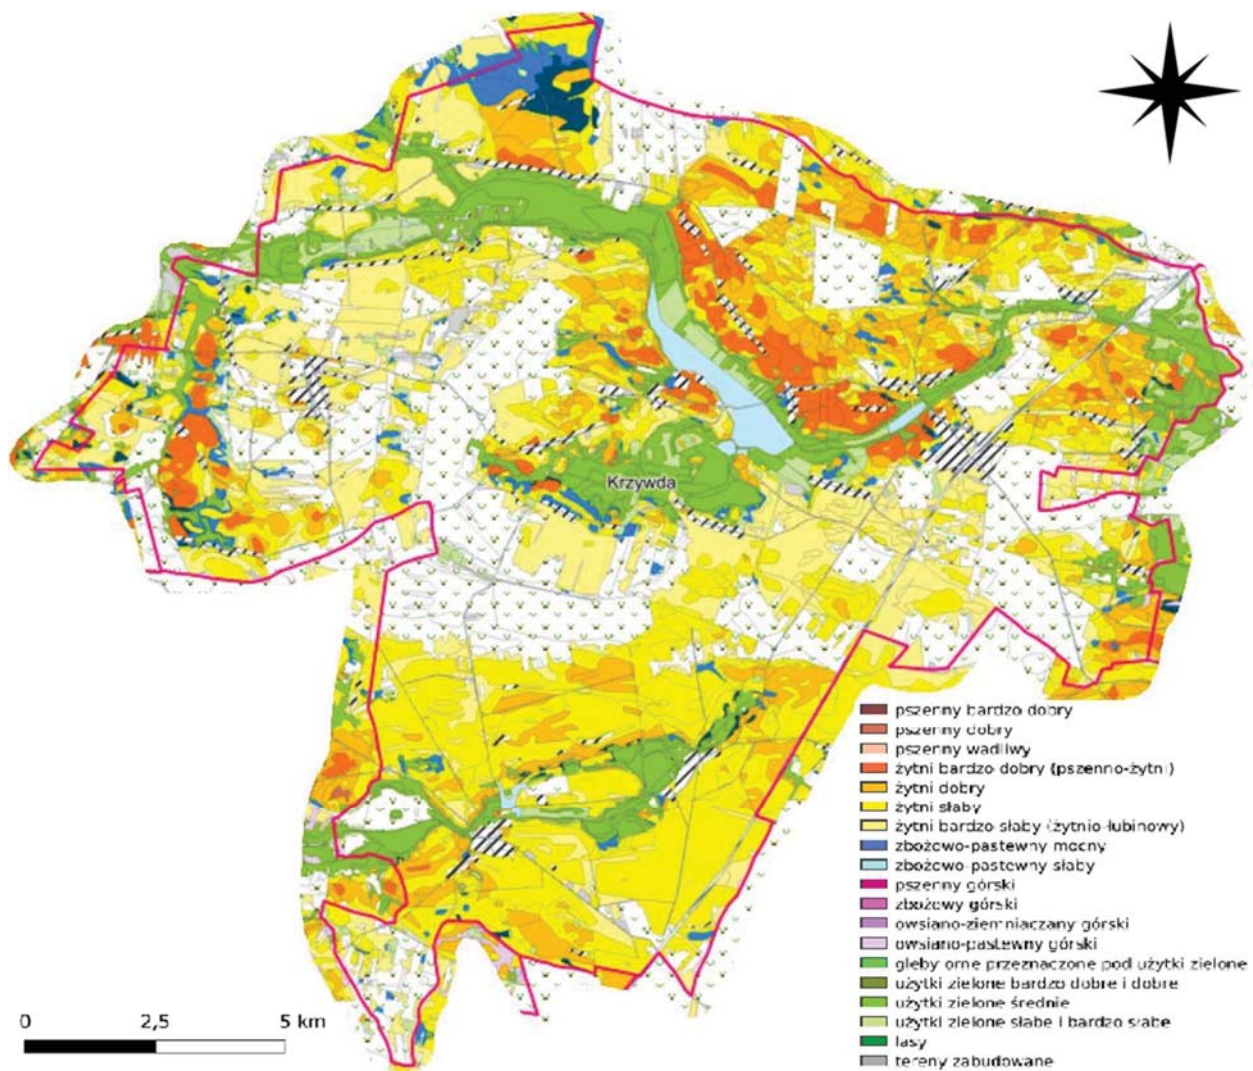 Krzywda
pszenny bardzo dobry
pszenny dobry
pszenny wadliwy
żytni bardzo dobry (pszenno-żytni)
żytni dobry
żytni słaby
żytni bardzo słaby (żytnio-łubinowy)
zbożowo-pastewny mocny
zbożowo-pastewny słaby
pszenny górski
zbożowy górski
owsiano-ziemniaczany górski
owsiano-pastewny górski
gleby orne przeznaczone pod użytki zielone
użytki zielone bardzo dobre i dobre
użytki zielone średnie
użytki zielone słabe i bardzo słabe
lasy
tereny zabudowane
0 2,5 5 km